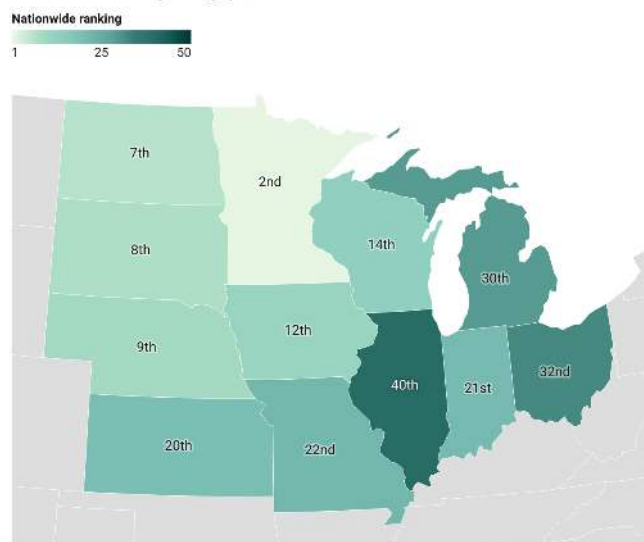 Nationwide ranking
1 25 50
7th
2nd
8th
14th
30th
9th
12th
40th
21st
32nd
20th
22nd